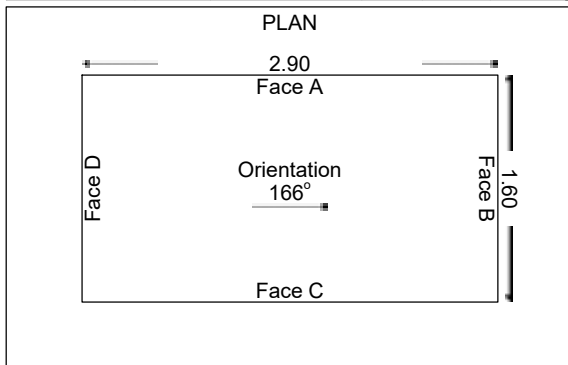 PLAN
2.90
Face A
Face D
Orientation
166°
Face B
1.60
Face C